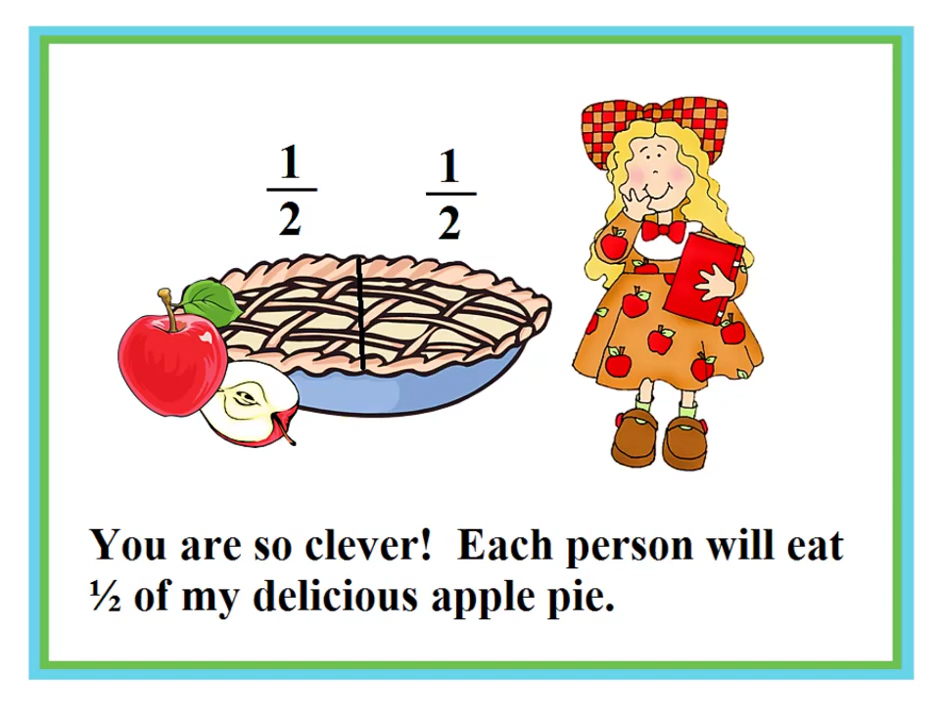 1 1
2 2
You are so clever!  Each person will eat
½ of my delicious apple pie.